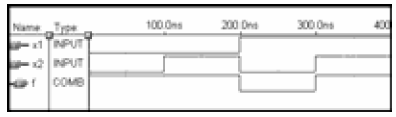 Name Type 100.0ns 200.0ns 300.0ns 400
x1 INPUT
x2 INPUT
f COMB